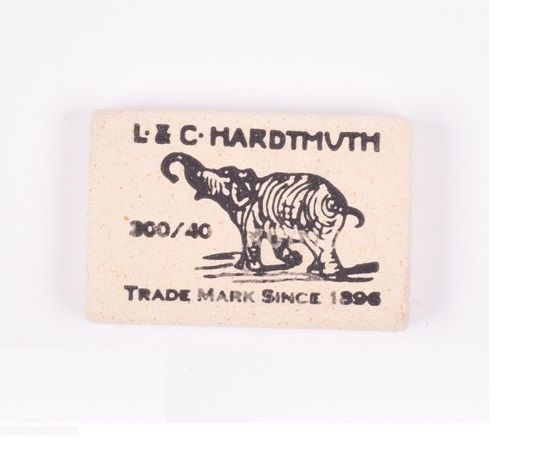 L·&C·HARDTMUTH
300/40
TRADE MARK SINCE 1896